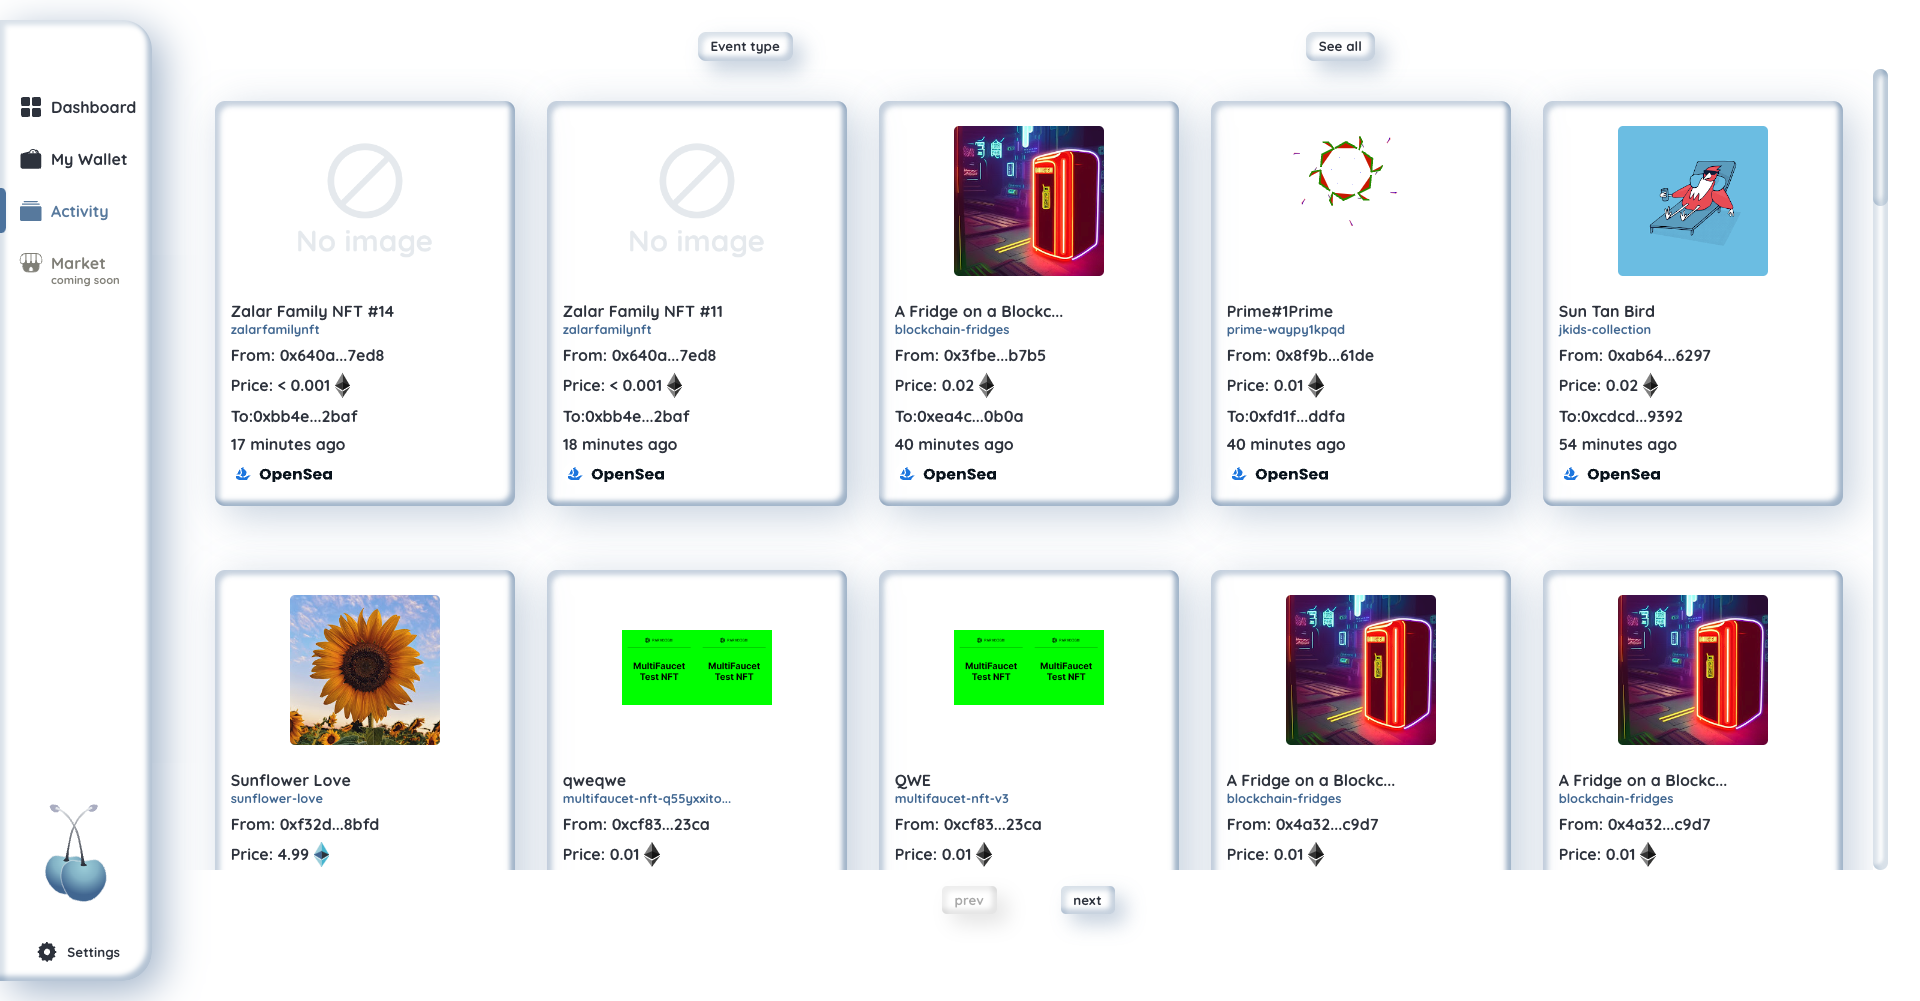 Event type
See all
Dashboard
My Wallet
Activity
Market
coming soon
Settings
No image
Zalar Family NFT #14
zalarfamilynft
From: 0x640a...7ed8
Price: < 0.001
To:0xbb4e...2baf
17 minutes ago
OpenSea
No image
Zalar Family NFT #11
zalarfamilynft
From: 0x640a...7ed8
Price: < 0.001
To:0xbb4e...2baf
18 minutes ago
OpenSea
A Fridge on a Blockc...
blockchain-fridges
From: 0x3fbe...b7b5
Price: 0.02
To:0xea4c...0b0a
40 minutes ago
OpenSea
Prime#1Prime
prime-waypy1kpqd
From: 0x8f9b...61de
Price: 0.01
To:0xfd1f...ddfa
40 minutes ago
OpenSea
Sun Tan Bird
jkids-collection
From: 0xab64...6297
Price: 0.02
To:0xcdcd...9392
54 minutes ago
OpenSea
Sunflower Love
sunflower-love
From: 0xf32d...8bfd
Price: 4.99
MultiFaucet
Test NFT
MultiFaucet
Test NFT
qweqwe
multifaucet-nft-q55yxxito...
From: 0xcf83...23ca
Price: 0.01
MultiFaucet
Test NFT
MultiFaucet
Test NFT
QWE
multifaucet-nft-v3
From: 0xcf83...23ca
Price: 0.01
A Fridge on a Blockc...
blockchain-fridges
From: 0x4a32...c9d7
Price: 0.01
A Fridge on a Blockc...
blockchain-fridges
From: 0x4a32...c9d7
Price: 0.01
prev
next